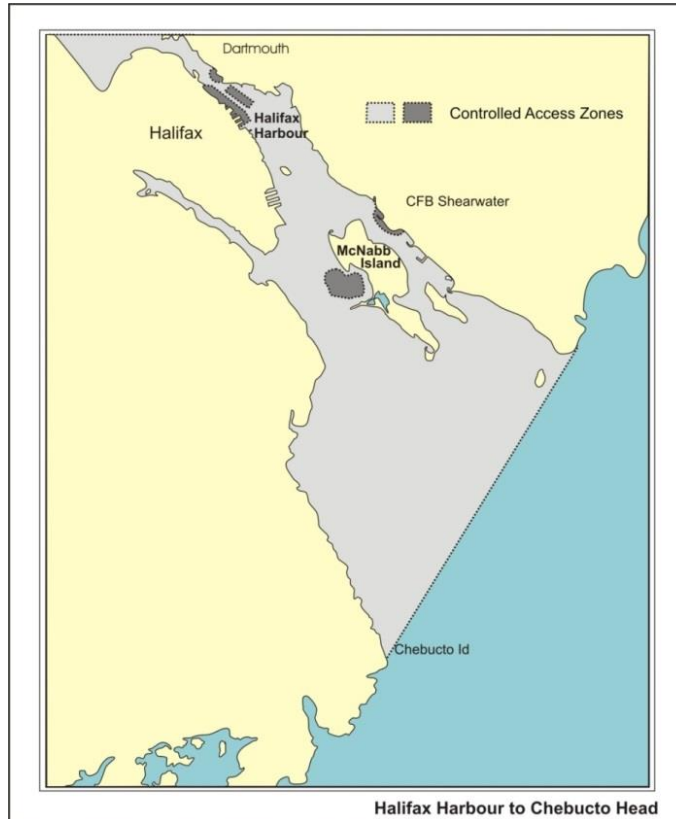 Dartmouth
Halifax
Harbour
Controlled Access Zones
Halifax
CFB Shearwater
McNabb
Island
Chebucto Id
Halifax Harbour to Chebucto Head